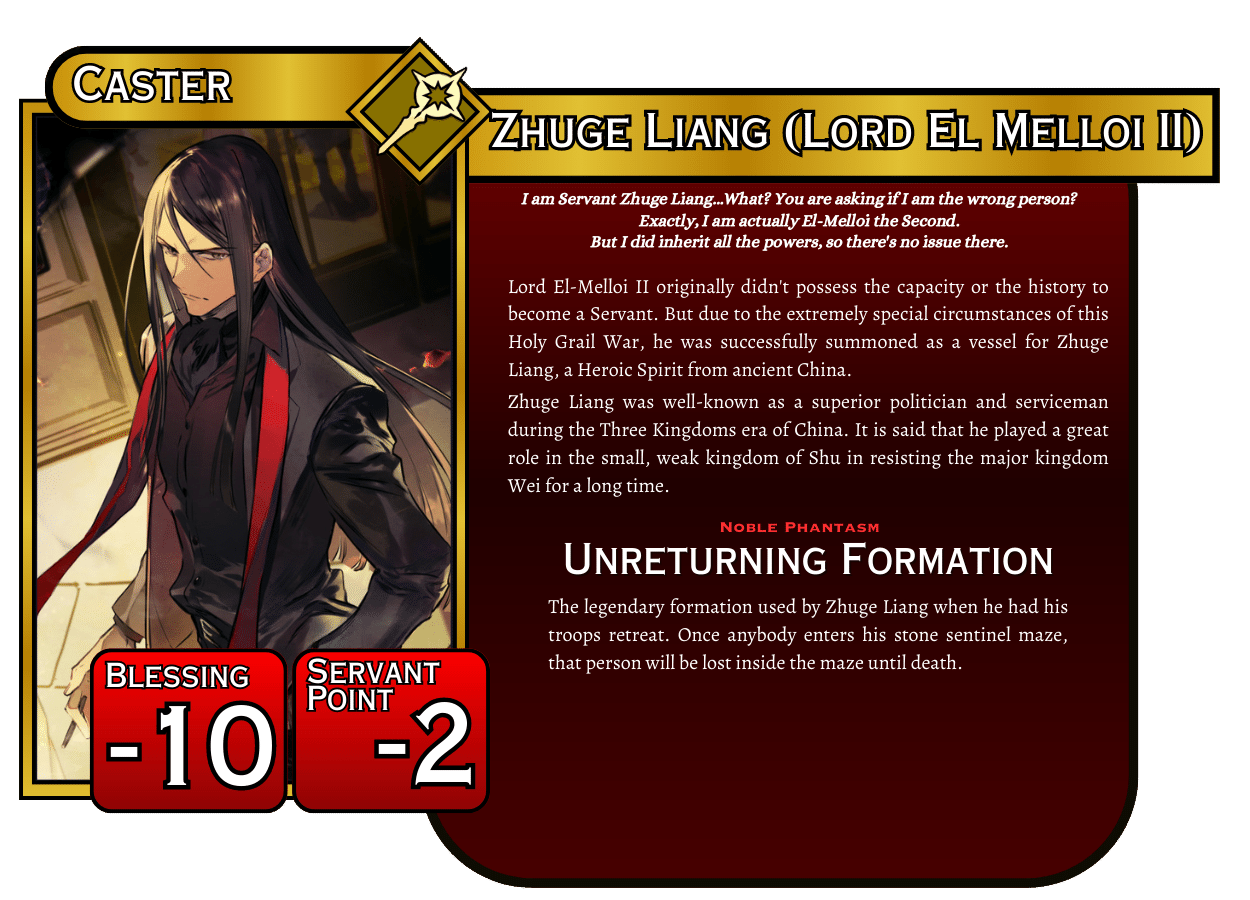 Caster
Zhuge Liang (Lord El Melloi II)
I am Servant Zhuge Liang...What? You are asking if I am the wrong person?
Exactly, I am actually El-Melloi the Second.
But I did inherit all the powers, so there's no issue there.
Lord El-Melloi II originally didn't possess the capacity or the history to
become a Servant. But due to the extremely special circumstances of this
Holy Grail War, he was successfully summoned as a vessel for Zhuge
Liang, a Heroic Spirit from ancient China.
Zhuge Liang was well-known as a superior politician and serviceman
during the Three Kingdoms era of China. It is said that he played a great
role in the small, weak kingdom of Shu in resisting the major kingdom
Wei for a long time.
Noble Phantasm
Unreturning Formation
The legendary formation used by Zhuge Liang when he had his
troops retreat. Once anybody enters his stone sentinel maze,
that person will be lost inside the maze until death.
Blessing
-10
Servant
Point
-2